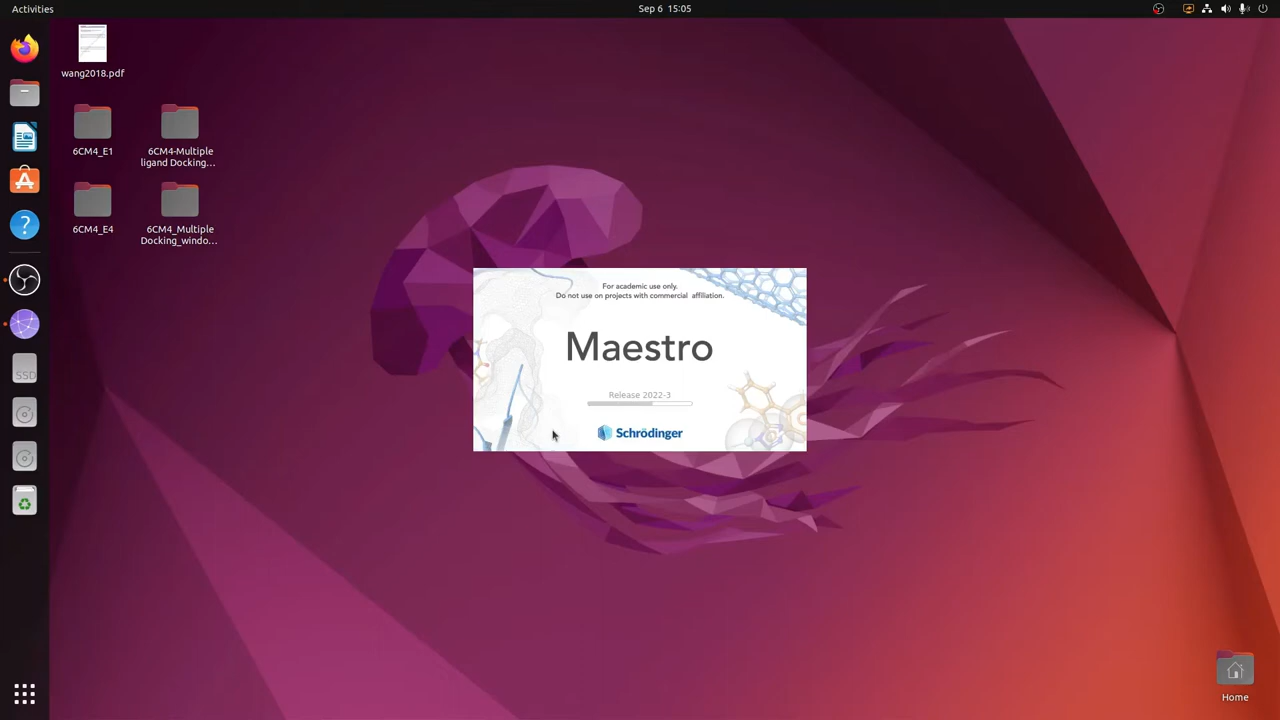 Activities
Sep 6 15:05
wang2018.pdf
6CM4_E1
6CM4-Multiple
ligand Docking...
6CM4_E4
6CM4_Multiple
Docking_windo...
For academic use only.
Do not use on projects with commercial affiliation.
Maestro
Release 2022-3
Schrödinger
SSD
Home